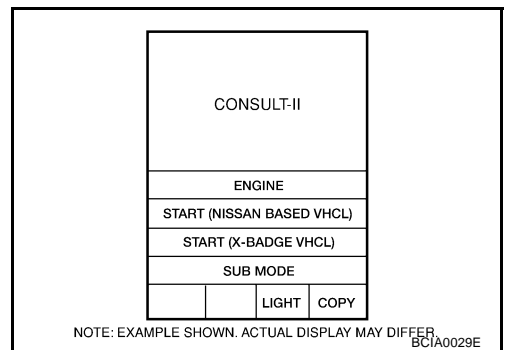 CONSULT-II
ENGINE
START (NISSAN BASED VHCL)
START (X-BADGE VHCL)
SUB MODE
LIGHT COPY
NOTE: EXAMPLE SHOWN. ACTUAL DISPLAY MAY DIFFER.
BCIA0029E